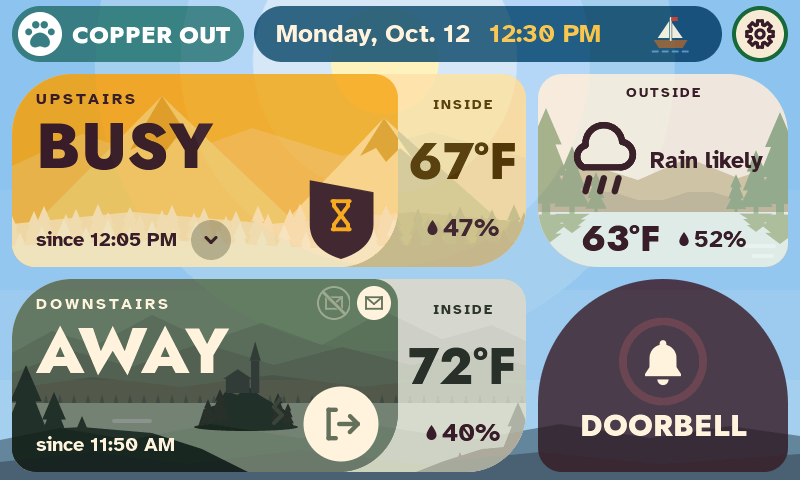 COPPER OUT
Monday, Oct. 12 12:30 PM
UPSTAIRS
BUSY
since 12:05 PM
INSIDE
67°F
47%
OUTSIDE
Rain likely
63°F 52%
DOWNSTAIRS
AWAY
since 11:50 AM
INSIDE
72°F
40%
DOORBELL